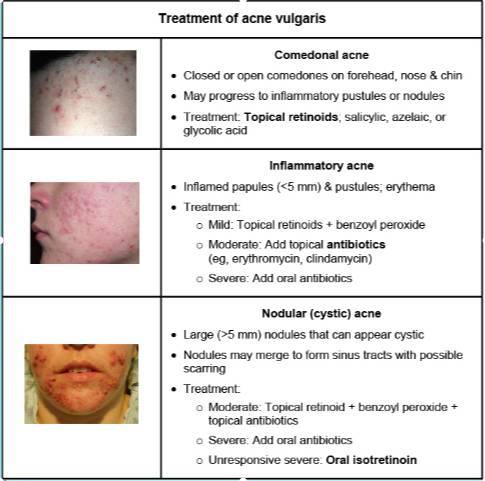 Treatment of acne vulgaris
Comedonal acne
• Closed or open comedones on forehead, nose & chin
• May progress to inflammatory pustules or nodules
• Treatment: Topical retinoids; salicylic, azelaic, or
glycolic acid
Inflammatory acne
• Inflamed papules (<5 mm) & pustules; erythema
• Treatment:
o Mild: Topical retinoids + benzoyl peroxide
o Moderate: Add topical antibiotics
(eg, erythromycin, clindamycin)
o Severe: Add oral antibiotics
Nodular (cystic) acne
• Large (>5 mm) nodules that can appear cystic
• Nodules may merge to form sinus tracts with possible
scarring
• Treatment:
o Moderate: Topical retinoid + benzoyl peroxide +
topical antibiotics
o Severe: Add oral antibiotics
o Unresponsive severe: Oral isotretinoin